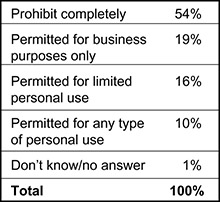 Prohibit completely 54%
Permitted for business 19%
purposes only
Permitted for limited 16%
personal use
Permitted for any type 10%
of personal use
Don't know/no answer 1%
Total 100%